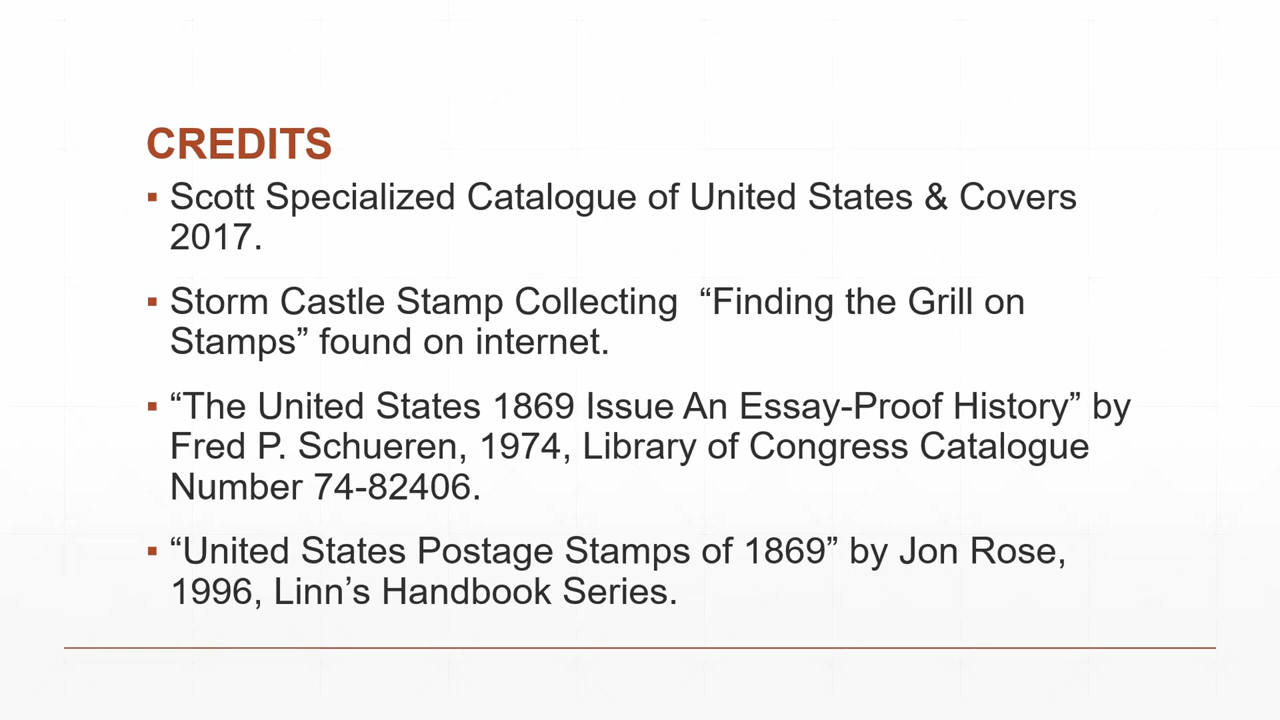 CREDITS
▪ Scott Specialized Catalogue of United States & Covers
2017.
▪ Storm Castle Stamp Collecting  “Finding the Grill on
Stamps” found on internet.
▪ “The United States 1869 Issue An Essay-Proof History” by
Fred P. Schueren, 1974, Library of Congress Catalogue
Number 74-82406.
▪ “United States Postage Stamps of 1869” by Jon Rose,
1996, Linn’s Handbook Series.